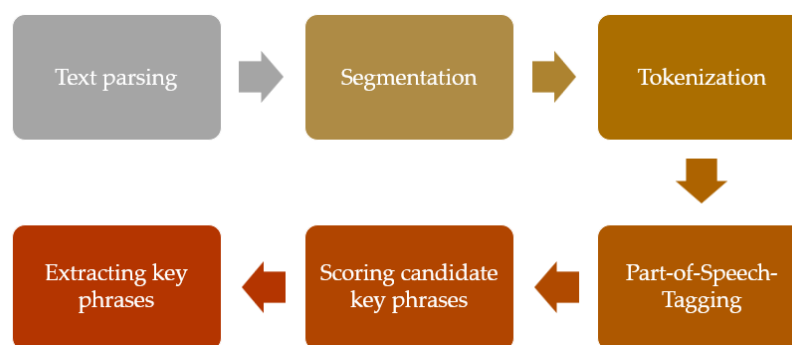 Text parsing
Segmentation
Tokenization
Part-of-Speech-
Tagging
Scoring candidate
key phrases
Extracting key
phrases